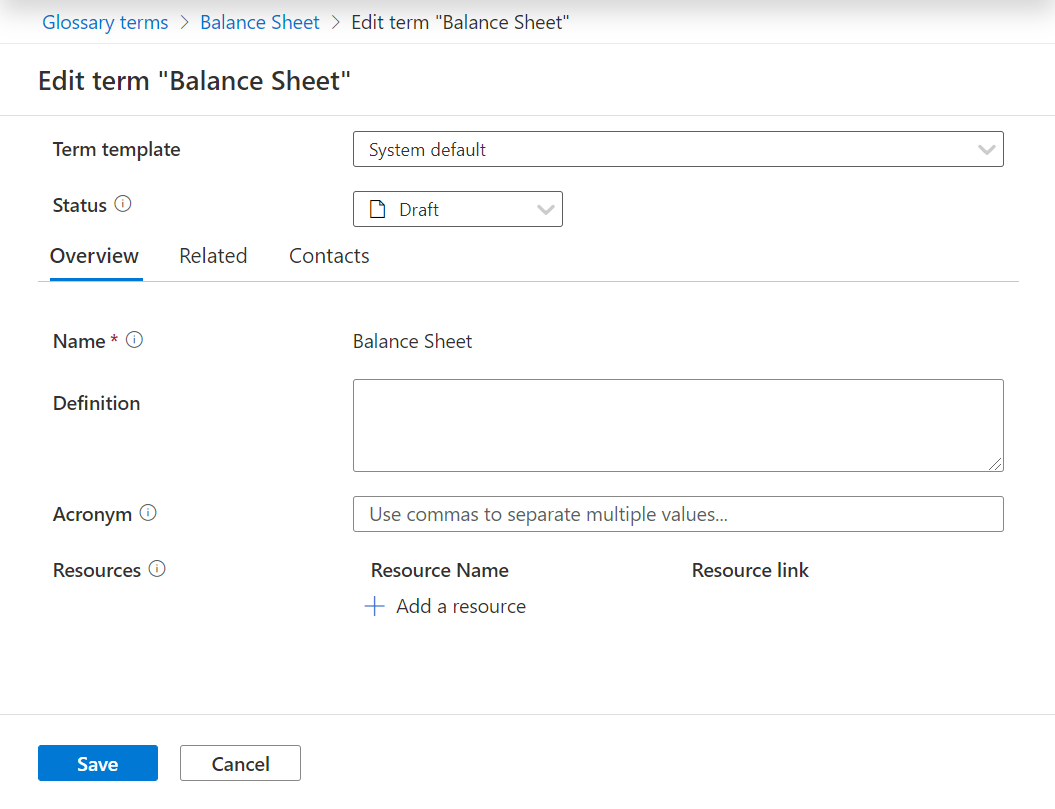 Glossary terms > Balance Sheet > Edit term "Balance Sheet"
Edit term "Balance Sheet"
Term template System default
Status Draft
Overview Related Contacts
Name * Balance Sheet
Definition
Acronym Use commas to separate multiple values...
Resources Resource Name Resource link
+ Add a resource
Save Cancel